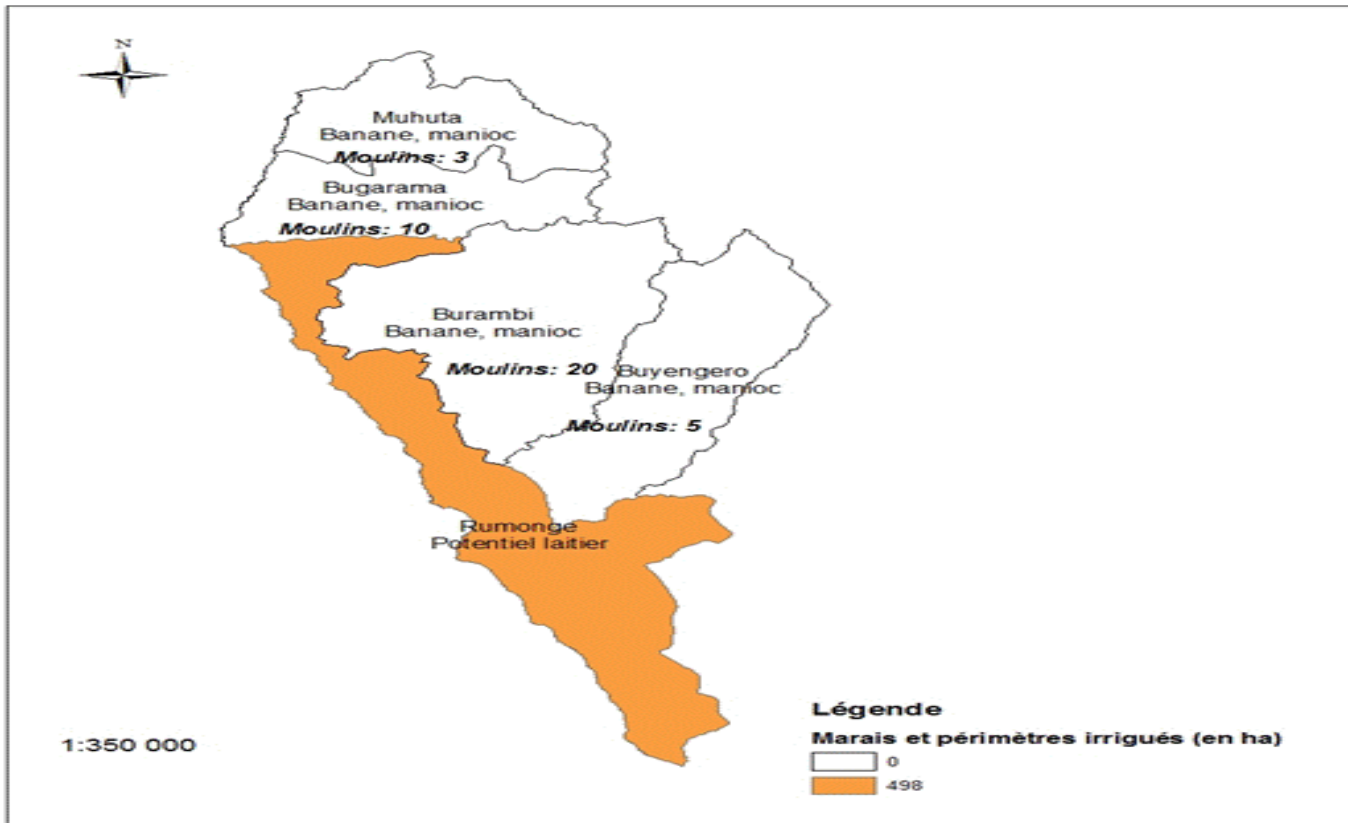 N
Muhuta
Banane, manioc
Moulins: 3
Bugarama
Banane, manioc
Moulins: 10
Burambi
Banane, manioc
Moulins: 20
Buyengero
Banane, manioc
Moulins: 5
Rumonge
Potentiel laitier
1:350 000
Légende
Marais et périmètres irrigués (en ha)
0
498